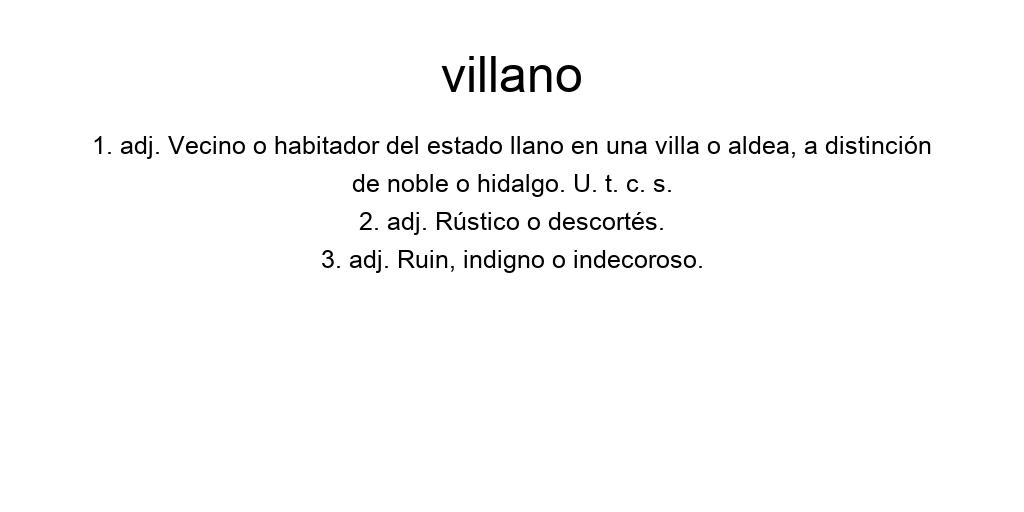 villano
1. adj. Vecino o habitador del estado llano en una villa o aldea, a distinción
de noble o hidalgo. U. t. c. s.
2. adj. Rústico o descortés.
3. adj. Ruin, indigno o indecoroso.